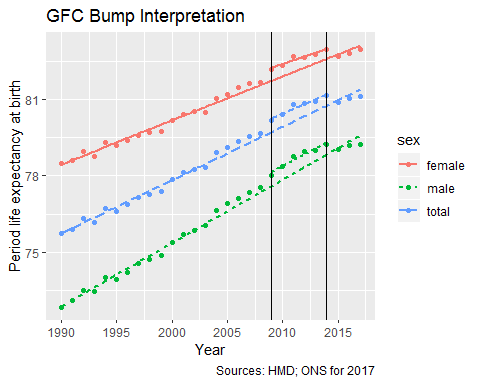 GFC Bump Interpretation
Period life expectancy at birth
81
78
75
1990 1995 2000 2005 2010 2015
Year
sex
female
male
total
Sources: HMD; ONS for 2017